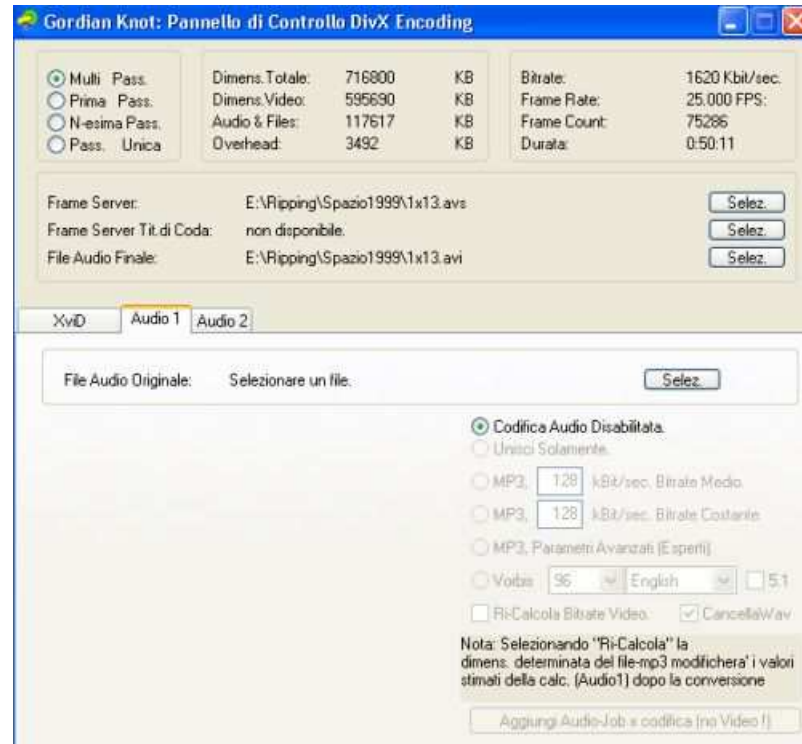 Gordian Knot: Pannello di Controllo DivX Encoding
Multi Pass.
Prima Pass.
N-esima Pass.
Pass. Unica
Dimens.Totale: 716800 KB
Dimens.Video: 595690 KB
Audio & Files: 117617 KB
Overhead: 3492 KB
Bitrate: 1620 Kbit/sec.
Frame Rate: 25.000 FPS:
Frame Count: 75286
Durata: 0:50:11
Frame Server: E:\Ripping\Spazio1999\1x13.avs Selez.
Frame Server Tit.di Coda: non disponibile. Selez.
File Audio Finale: E:\Ripping\Spazio1999\1x13.avi Selez.
XviD Audio 1 Audio 2
File Audio Originale: Selezionare un file. Selez.
Codifica Audio Disabilitata.
Unisci Solamente.
MP3, 128 kBit/sec. Bitrate Medio.
MP3, 128 kBit/sec. Bitrate Costante
MP3, Parametri Avanzati (Esperti)
Vorbis 96 English 5.1
Ri-Calcola Bitrate Video. CancellaWav
Nota: Selezionando "Ri-Calcola" la
dimens. determinata del file-mp3 modifichera' i valori
stimati della calc. (Audio1) dopo la conversione
Aggiungi Audio-Job a codifica (no Video !)